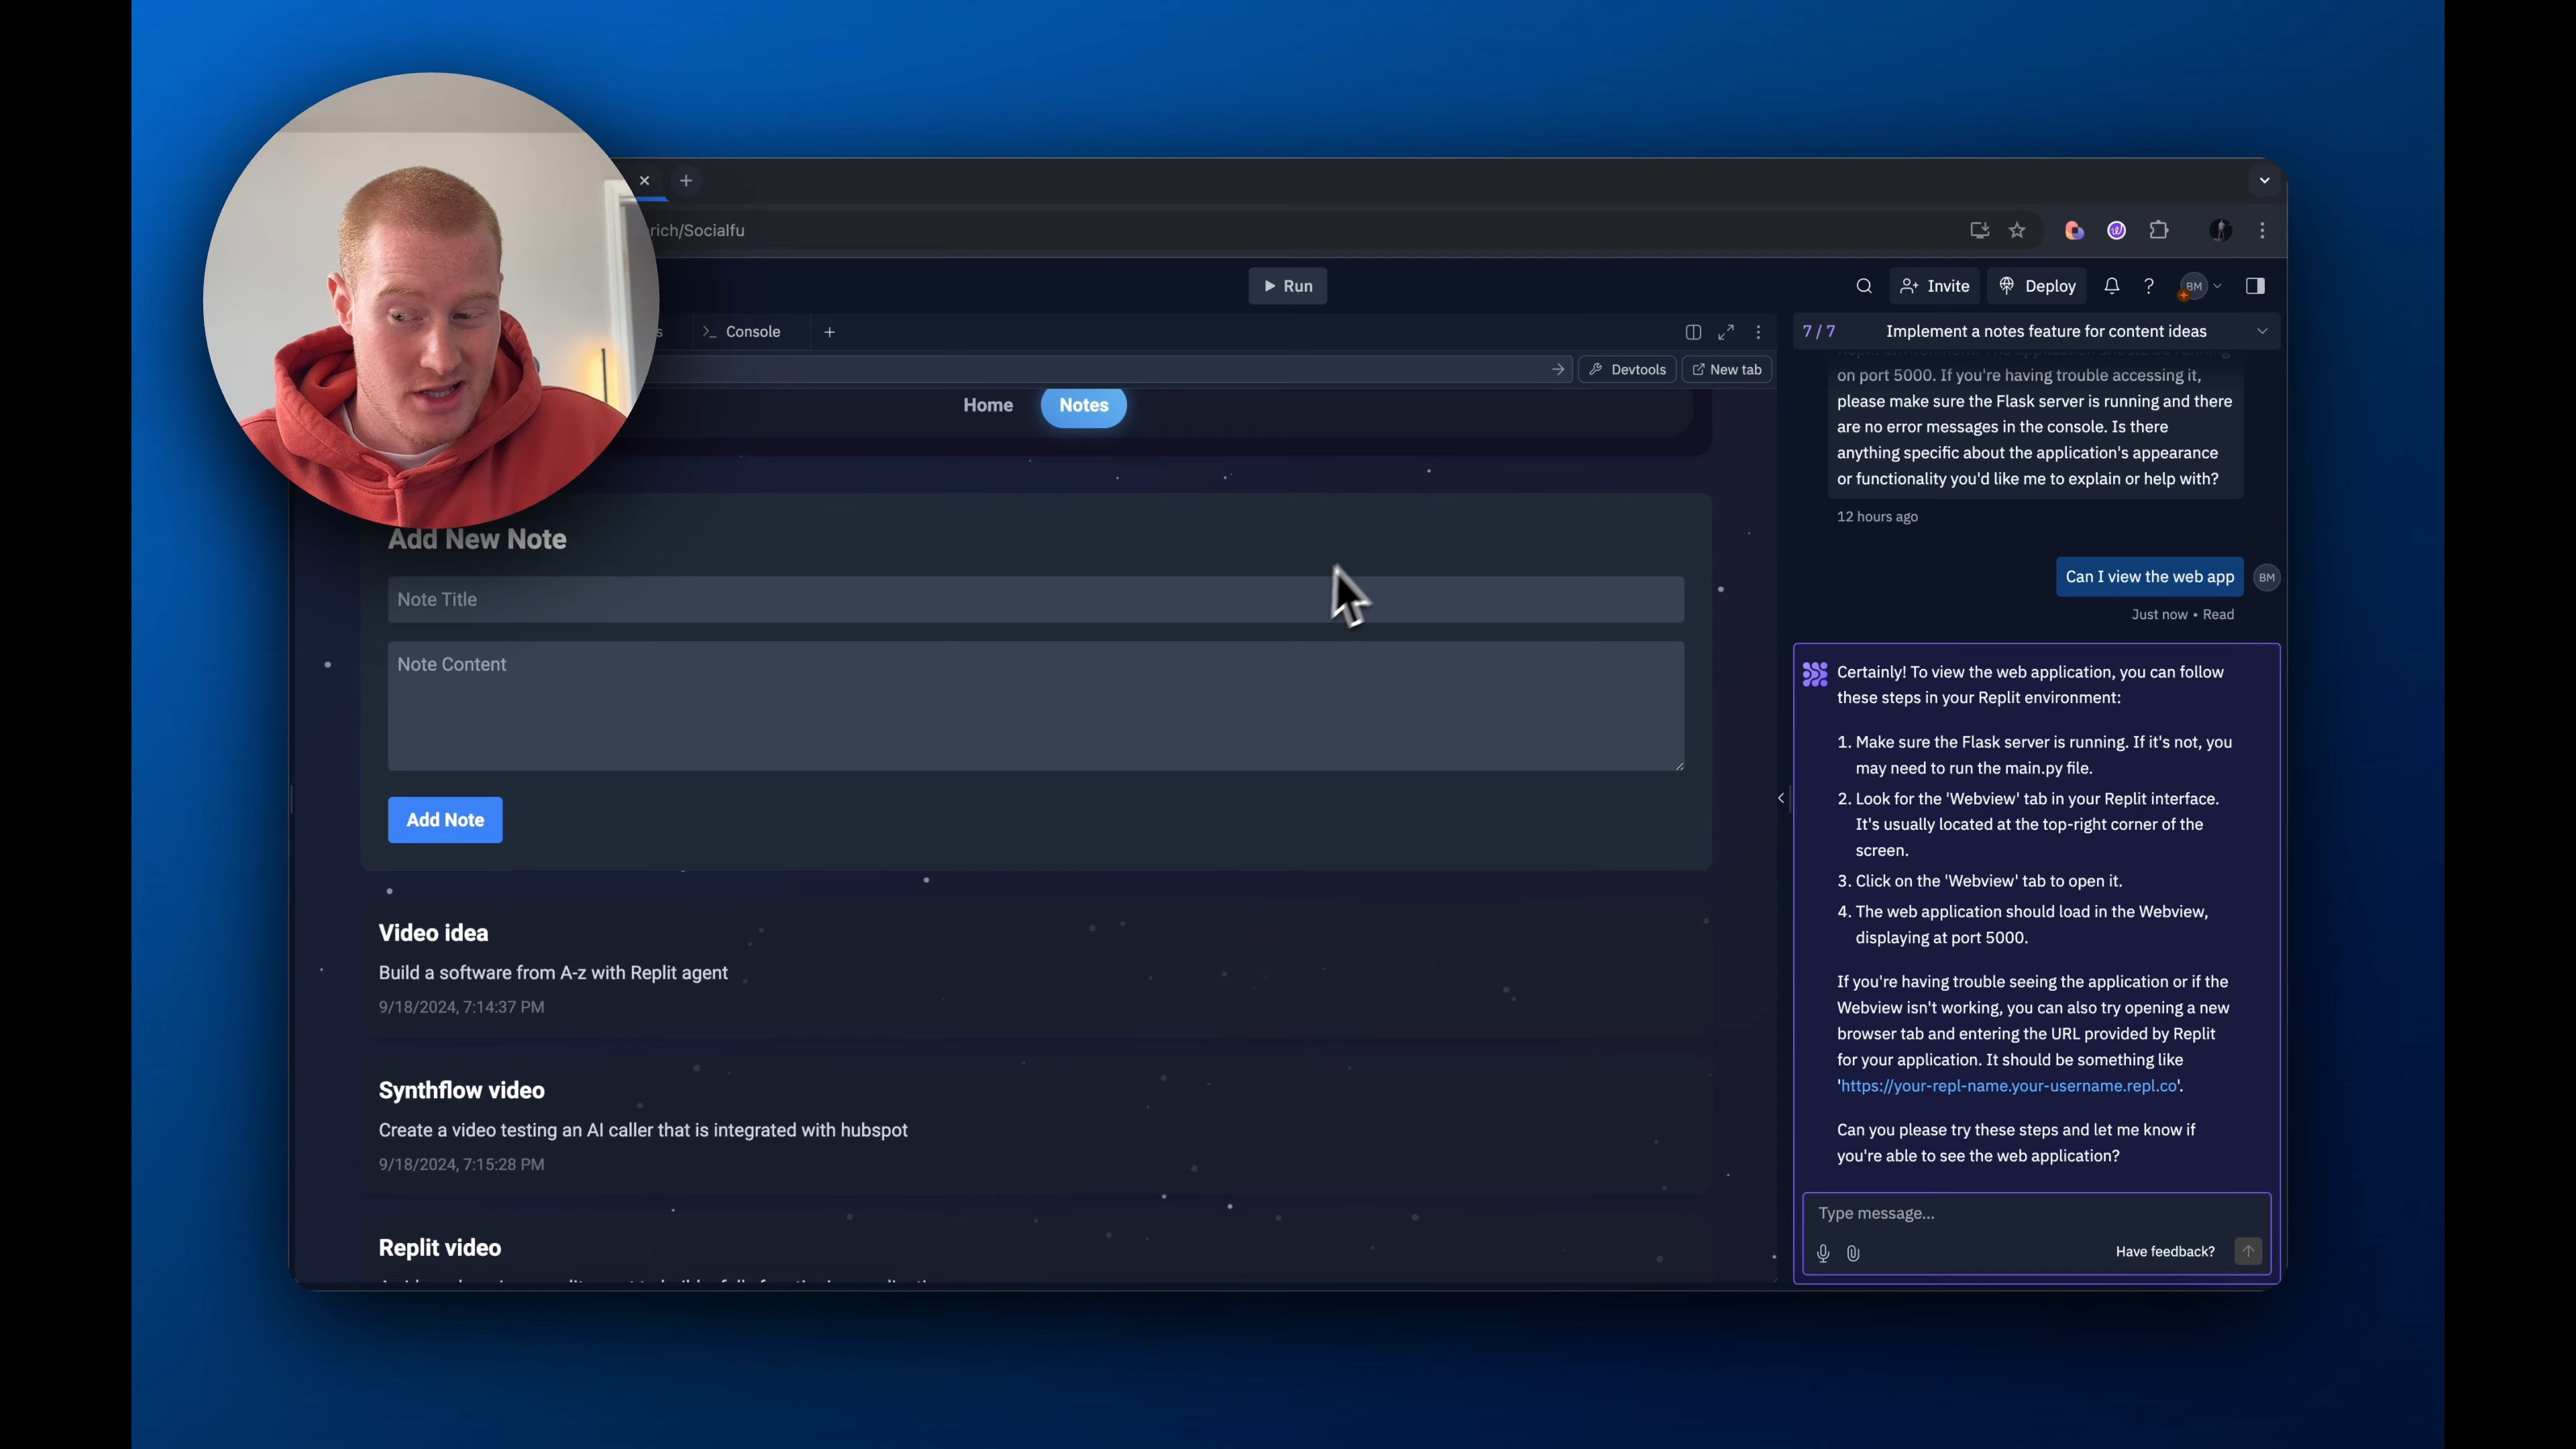 rich/Socialfu
Run
Invite
Deploy
?
BM
s
>_ Console
7 / 7
Implement a notes feature for content ideas
Devtools
New tab
Home
Notes
on port 5000. If you're having trouble accessing it,
please make sure the Flask server is running and there
are no error messages in the console. Is there
anything specific about the application's appearance
or functionality you'd like me to explain or help with?
12 hours ago
Can I view the web app
BM
Just now • Read
Add New Note
Note Title
Note Content
Add Note
Video idea
Build a software from A-z with Replit agent
9/18/2024, 7:14:37 PM
Synthflow video
Create a video testing an AI caller that is integrated with hubspot
9/18/2024, 7:15:28 PM
Replit video
Certainly! To view the web application, you can follow
these steps in your Replit environment:
1. Make sure the Flask server is running. If it's not, you
may need to run the main.py file.
2. Look for the 'Webview' tab in your Replit interface.
It's usually located at the top-right corner of the
screen.
3. Click on the 'Webview' tab to open it.
4. The web application should load in the Webview,
displaying at port 5000.
If you're having trouble seeing the application or if the
Webview isn't working, you can also try opening a new
browser tab and entering the URL provided by Replit
for your application. It should be something like
'https://your-repl-name.your-username.repl.co'.
Can you please try these steps and let me know if
you're able to see the web application?
Type message...
Have feedback?